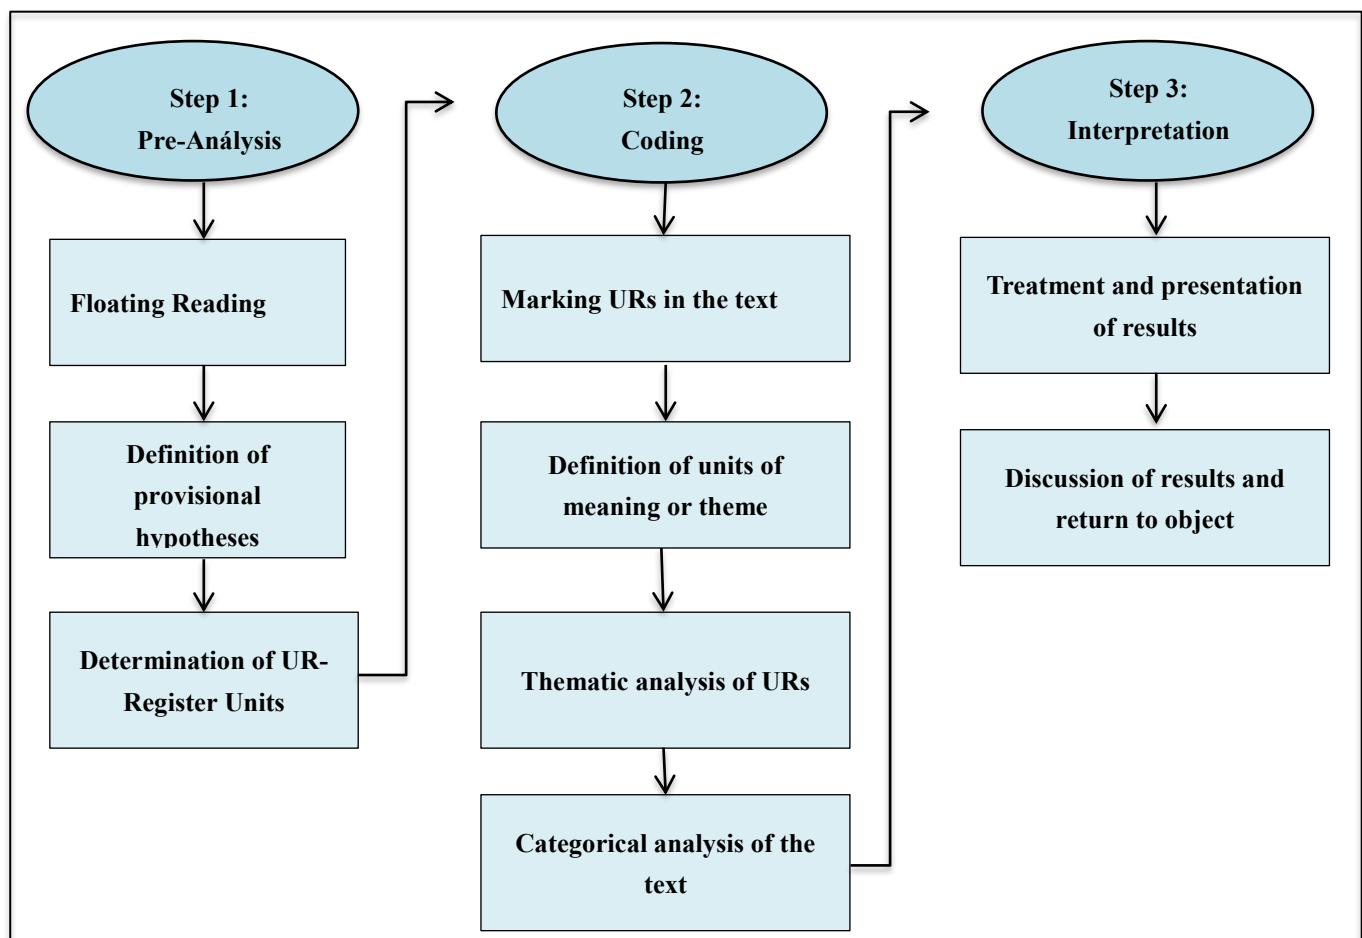 Step 1:
Pre-Análysis
Floating Reading
Definition of
provisional
hypotheses
Determination of UR-
Register Units
Step 2:
Coding
Marking URs in the text
Definition of units of
meaning or theme
Thematic analysis of URs
Categorical analysis of the
text
Step 3:
Interpretation
Treatment and presentation
of results
Discussion of results and
return to object